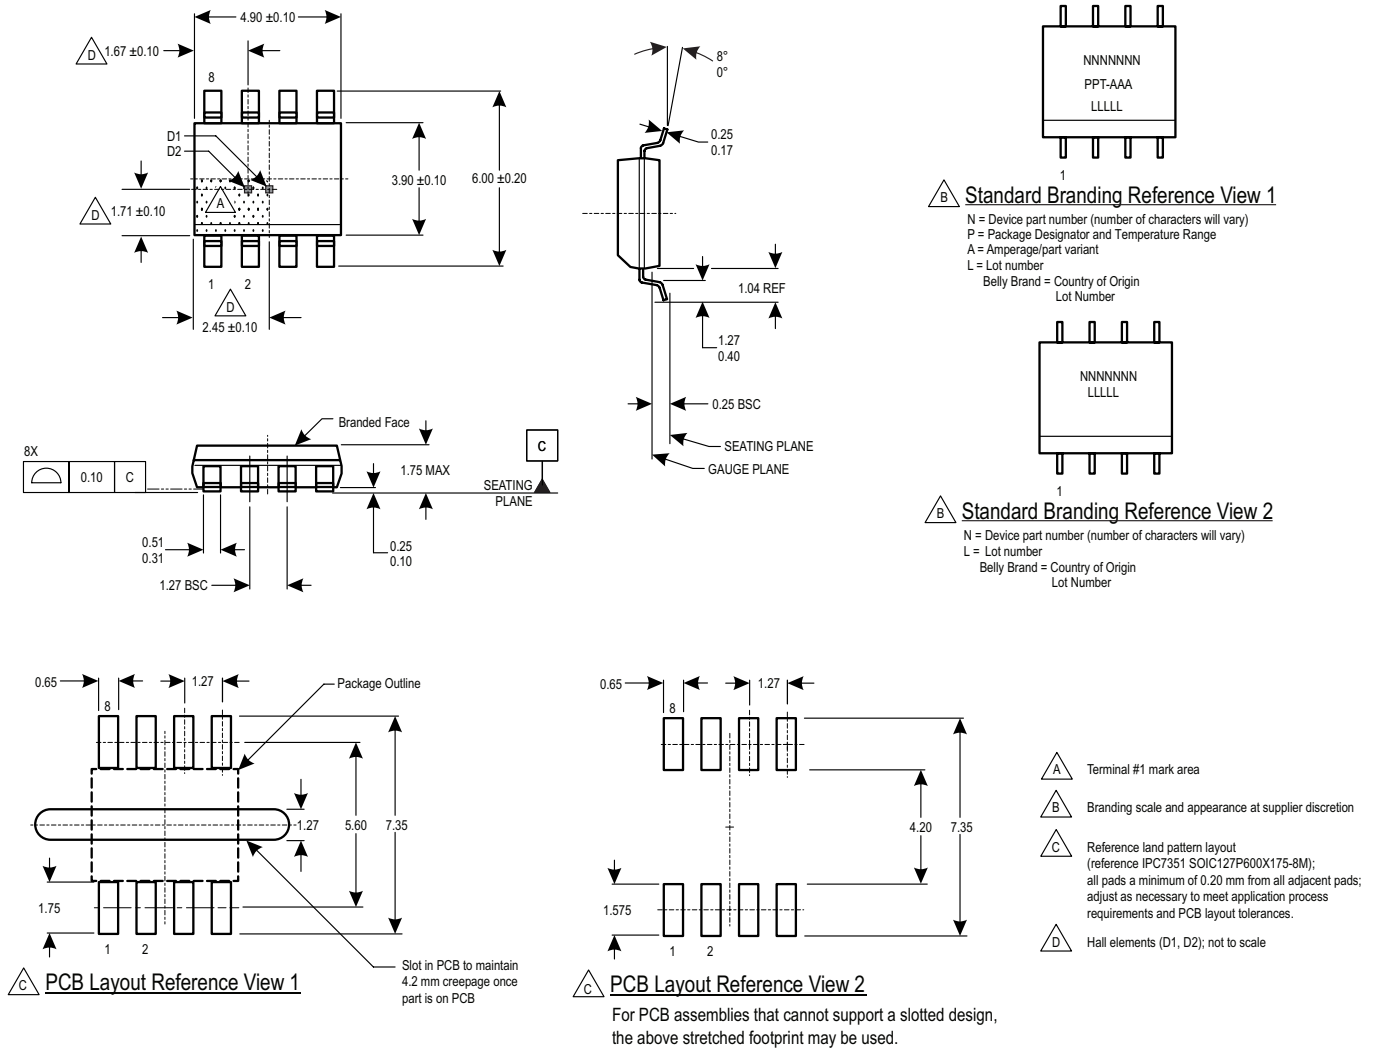 4.90 ±0.10
D 1.67 ±0.10
8
D1
D2
A
D 1.71 ±0.10
3.90 ±0.10
6.00 ±0.20
1 2
D
2.45 ±0.10
8°
0°
0.25
0.17
1.04 REF
1.27
0.40
0.25 BSC
SEATING PLANE
GAUGE PLANE
NNNNNNN
PPT-AAA
LLLLL
1
B Standard Branding Reference View 1
N = Device part number (number of characters will vary)
P = Package Designator and Temperature Range
A = Amperage/part variant
L = Lot number
Belly Brand = Country of Origin
Lot Number
NNNNNNN
LLLLL
1
B Standard Branding Reference View 2
N = Device part number (number of characters will vary)
L = Lot number
Belly Brand = Country of Origin
Lot Number
Branded Face
8X
0.10 C
1.75 MAX
C
SEATING
PLANE
0.51
0.31
0.25
0.10
1.27 BSC
0.65
1.27
Package Outline
8
1.27
5.60
7.35
1.75
1 2
Slot in PCB to maintain
4.2 mm creepage once
part is on PCB
C PCB Layout Reference View 1
0.65
1.27
8
4.20
7.35
1.575
1 2
C PCB Layout Reference View 2
For PCB assemblies that cannot support a slotted design,
the above stretched footprint may be used.
A Terminal #1 mark area
B Branding scale and appearance at supplier discretion
C Reference land pattern layout
(reference IPC7351 SOIC127P600X175-8M);
all pads a minimum of 0.20 mm from all adjacent pads;
adjust as necessary to meet application process
requirements and PCB layout tolerances.
D Hall elements (D1, D2); not to scale